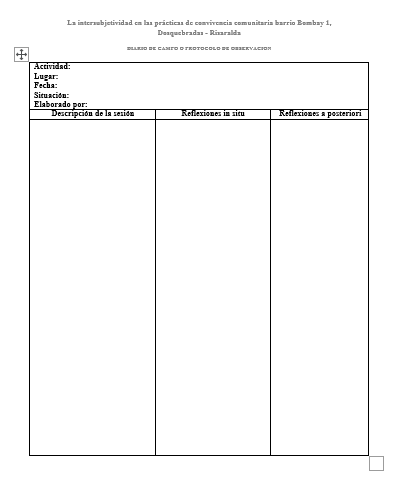 La intersubjetividad en las prácticas de convivencia comunitaria barrio Bombay 1,
Dosquebradas - Risaralda
DIARIO DE CAMPO O PROTOCOLO DE OBSERVACION
Actividad:
Lugar:
Fecha:
Situación:
Elaborado por:
Descripción de la sesión Reflexiones in situ Reflexiones a posteriori